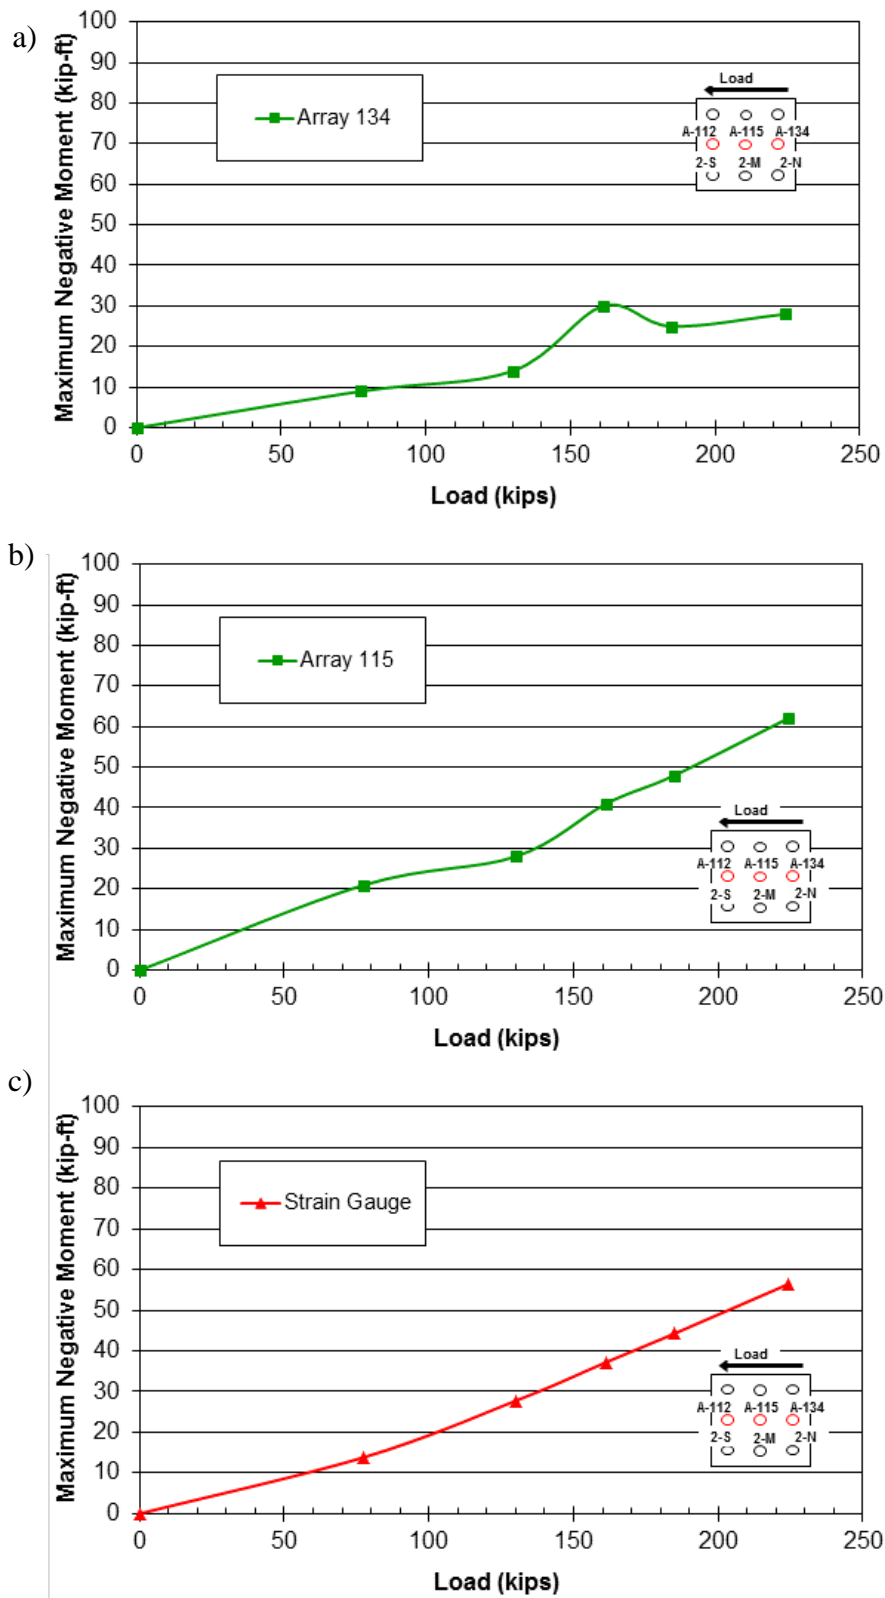 a)
Maximum Negative Moment (kip-ft)
100
90
80
70
60
50
40
30
20
10
0
Array 134
Load
A-112 A-115 A-134
2-S 2-M 2-N
0 50 100 150 200 250
Load (kips)
b)
Maximum Negative Moment (kip-ft)
100
90
80
70
60
50
40
30
20
10
0
Array 115
Load
A-112 A-115 A-134
2-S 2-M 2-N
0 50 100 150 200 250
Load (kips)
c)
Maximum Negative Moment (kip-ft)
100
90
80
70
60
50
40
30
20
10
0
Strain Gauge
Load
A-112 A-115 A-134
2-S 2-M 2-N
0 50 100 150 200 250
Load (kips)